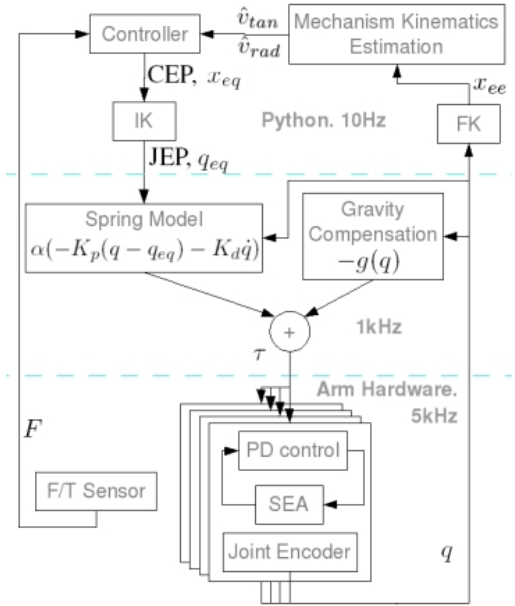 Controller
v̂_tan
v̂_rad
Mechanism Kinematics
Estimation
CEP, x_eq
x_ee
IK
Python. 10Hz
FK
JEP, q_eq
Spring Model
α(−K_p(q − q_eq) − K_d q̇)
Gravity
Compensation
−g(q)
+
1kHz
τ
Arm Hardware.
5kHz
F
PD control
F/T Sensor
SEA
Joint Encoder
q